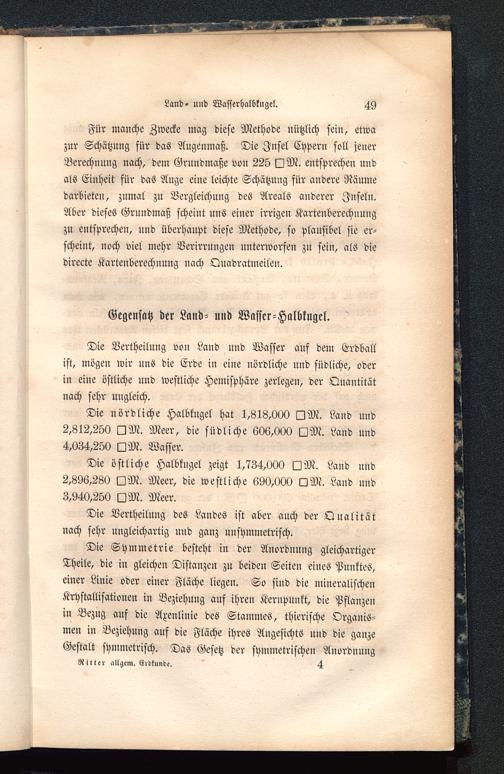 Land- und Wasserhalbkugel. 49
Für manche Zwecke mag diese Methode nützlich sein, etwa
zur Schätzung für das Augenmaß. Die Insel Cypern soll jener
Berechnung nach, dem Grundmaße von 225 □M. entsprechen und
als Einheit für das Auge eine leichte Schätzung für andere Räume
darbieten, zumal zu Vergleichung des Areals anderer Inseln.
Aber dieses Grundmaß scheint uns einer irrigen Kartenberechnung
zu entsprechen, und überhaupt diese Methode, so plausibel sie er-
scheint, noch viel mehr Verirrungen unterworfen zu sein, als die
directe Kartenberechnung nach Quadratmeilen.
Gegensatz der Land- und Wasser-Halbkugel.
Die Vertheilung von Land und Wasser auf dem Erdball
ist, mögen wir uns die Erde in eine nördliche und südliche, oder
in eine östliche und westliche Hemisphäre zerlegen, der Quantität
nach sehr ungleich.
Die nördliche Halbkugel hat 1,818,000 □M. Land und
2,812,250 □M. Meer, die südliche 606,000 □M. Land und
4,034,250 □M. Wasser.
Die östliche Halbkugel zeigt 1,734,000 □M. Land und
2,896,280 □M. Meer, die westliche 690,000 □M. Land und
3,940,250 □M. Meer.
Die Vertheilung des Landes ist aber auch der Qualität
nach sehr ungleichartig und ganz unsymmetrisch.
Die Symmetrie besteht in der Anordnung gleichartiger
Theile, die in gleichen Distanzen zu beiden Seiten eines Punktes,
einer Linie oder einer Fläche liegen. So sind die mineralischen
Krystallisationen in Beziehung auf ihren Kernpunkt, die Pflanzen
in Bezug auf die Axenlinie des Stammes, thierische Organis-
men in Beziehung auf die Fläche ihres Angesichts und die ganze
Gestalt symmetrisch. Das Gesetz der symmetrischen Anordnung
Ritter allgem. Erdkunde. 4